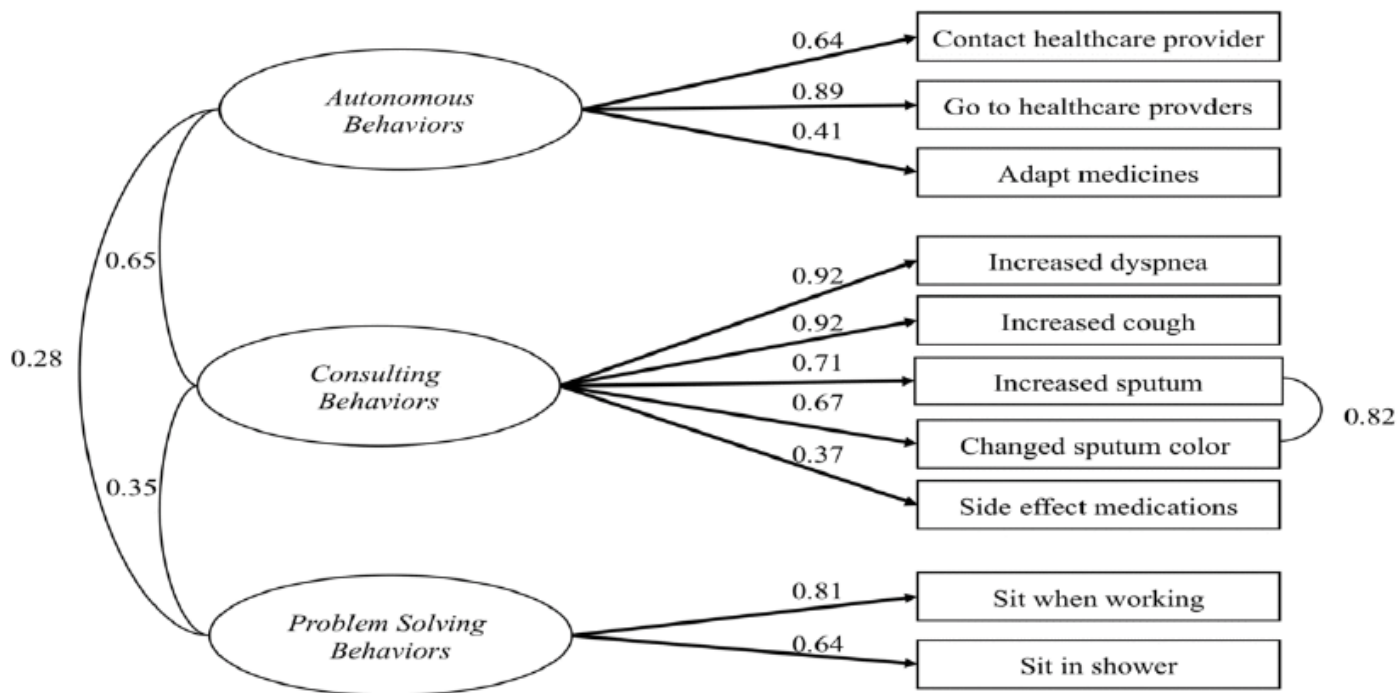 0.64
Contact healthcare provider
Autonomous
Behaviors
0.89
Go to healthcare provders
0.41
Adapt medicines
0.65
0.92
Increased dyspnea
0.92
Increased cough
0.28
Consulting
Behaviors
0.71
Increased sputum
0.82
0.67
Changed sputum color
0.37
Side effect medications
0.35
0.81
Sit when working
Problem Solving
Behaviors
0.64
Sit in shower